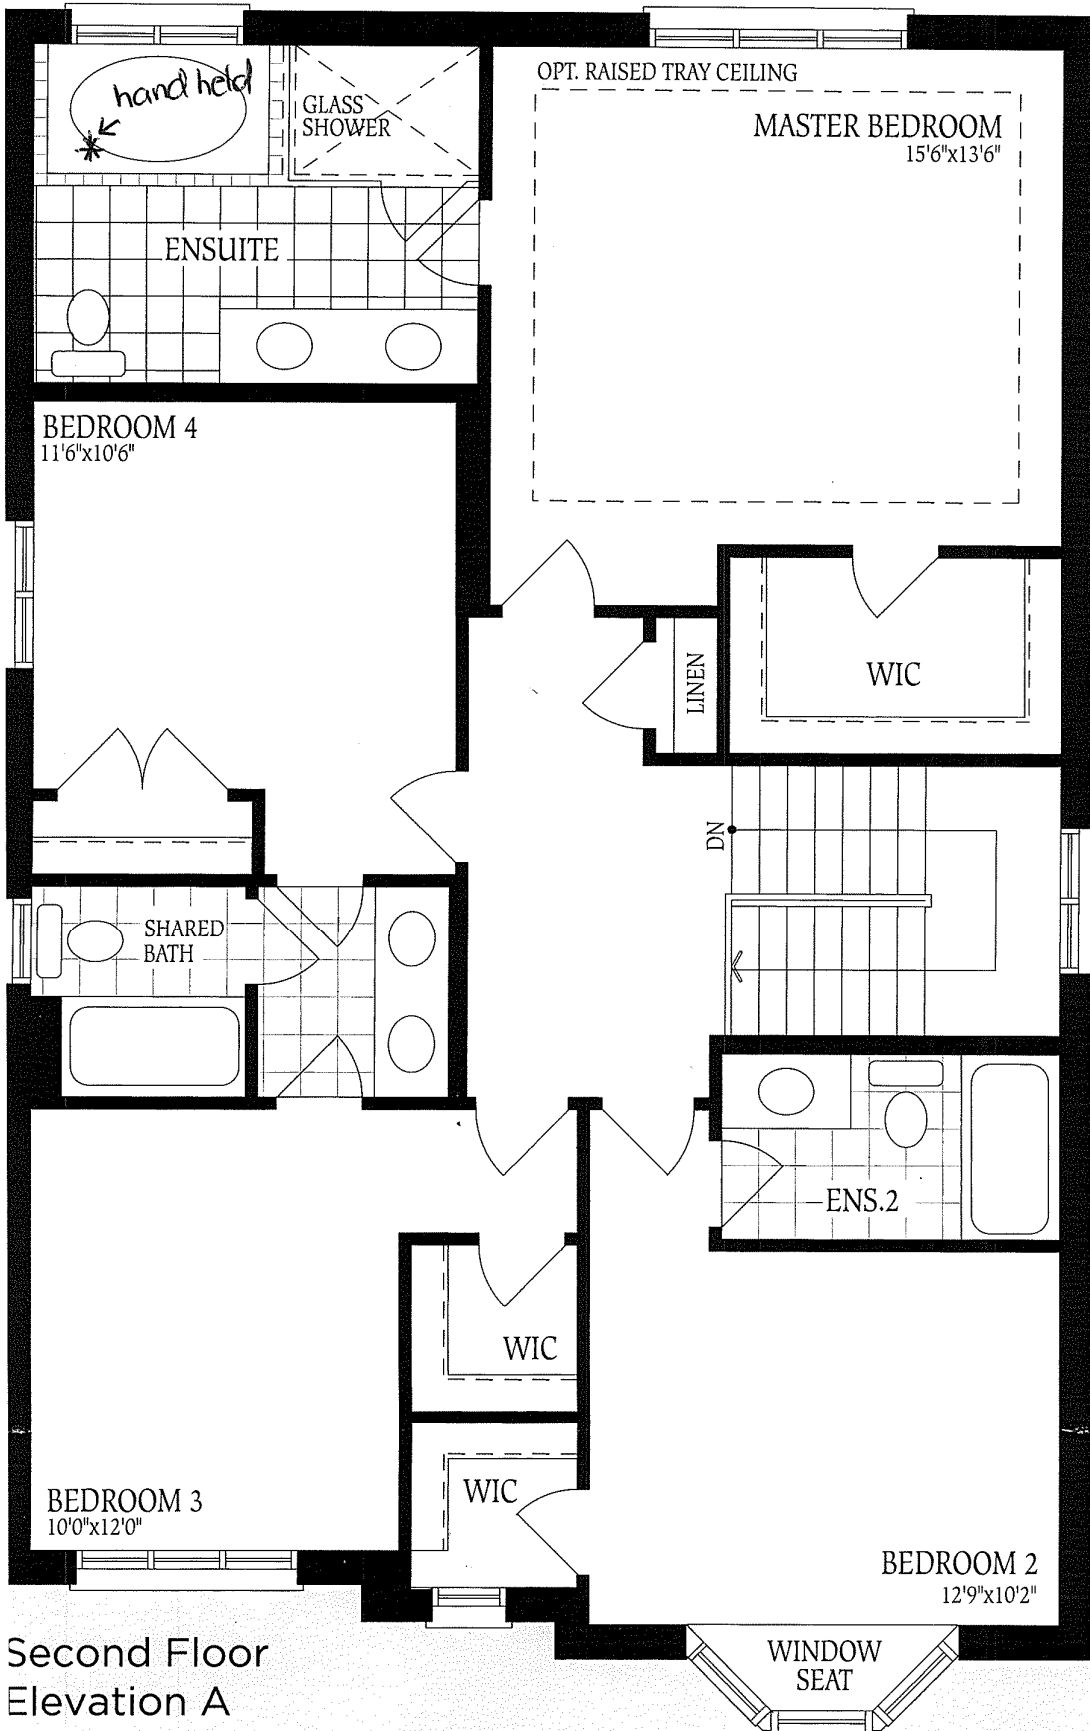 hand held
GLASS
SHOWER
OPT. RAISED TRAY CEILING
MASTER BEDROOM
15'6"x13'6"
ENSUITE
BEDROOM 4
11'6"x10'6"
LINEN
WIC
DN
SHARED
BATH
ENS.2
WIC
WIC
BEDROOM 3
10'0"x12'0"
BEDROOM 2
12'9"x10'2"
WINDOW
SEAT
Second Floor
Elevation A